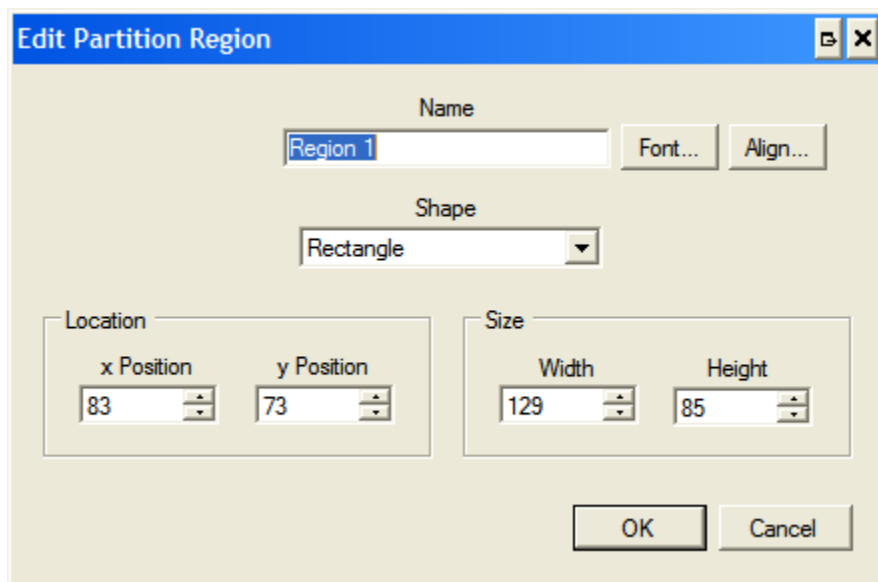 Edit Partition Region
Name
Region 1 Font... Align...
Shape
Rectangle
Location
x Position y Position
83 73
Size
Width Height
129 85
OK Cancel